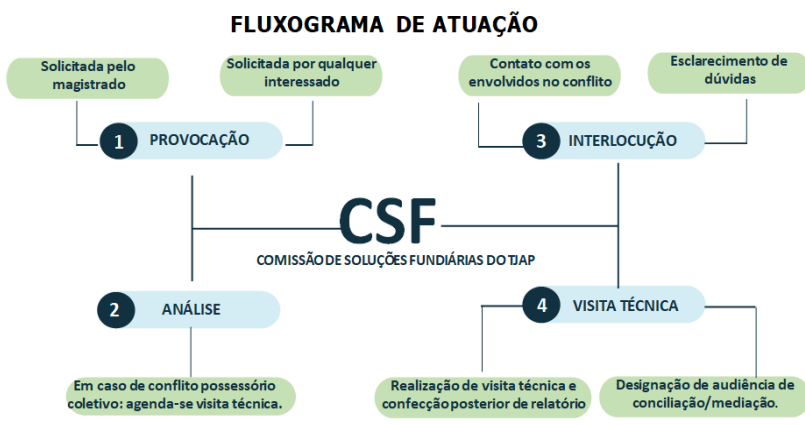 FLUXOGRAMA DE ATUAÇÃO
Solicitada pelo
magistrado
Solicitada por qualquer
interessado
1 PROVOCAÇÃO
Contato com os
envolvidos no conflito
Esclarecimento de
dúvidas
3 INTERLOCUÇÃO
CSF
COMISSÃO DE SOLUÇÕES FUNDIÁRIAS DO TJAP
2 ANÁLISE
Em caso de conflito possessório
coletivo: agenda-se visita técnica.
4 VISITA TÉCNICA
Realização de visita técnica e
confecção posterior de relatório
Designação de audiência de
conciliação/mediação.